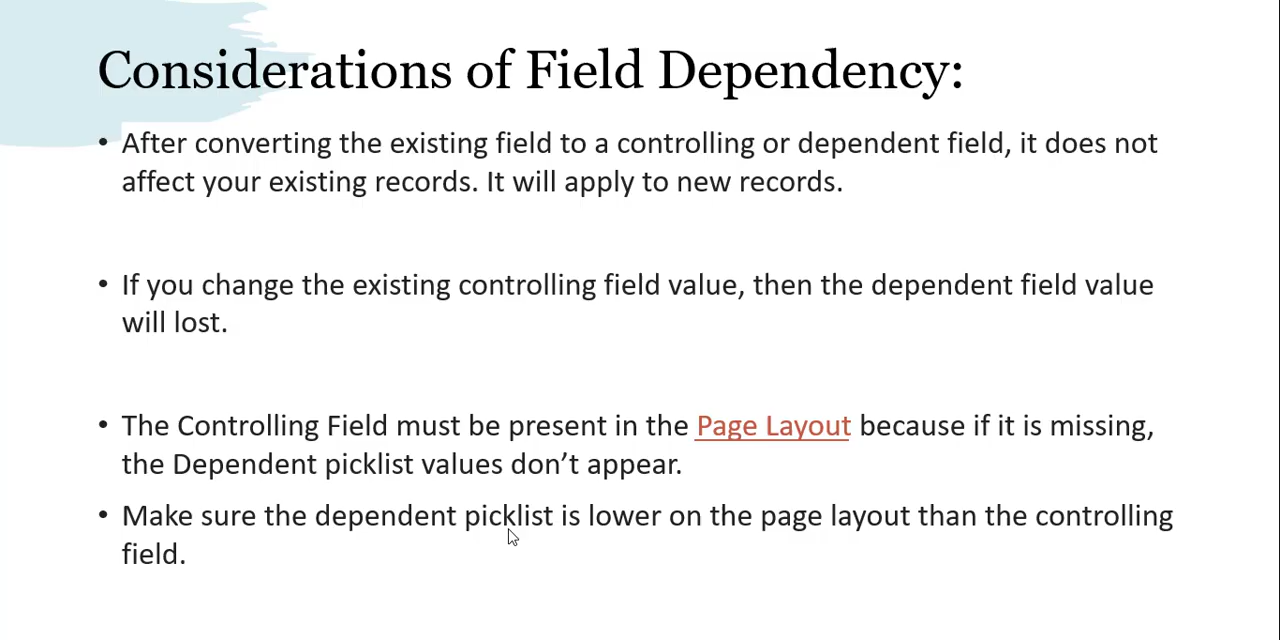 Considerations of Field Dependency:
• After converting the existing field to a controlling or dependent field, it does not
affect your existing records. It will apply to new records.
• If you change the existing controlling field value, then the dependent field value
will lost.
• The Controlling Field must be present in the Page Layout because if it is missing,
the Dependent picklist values don’t appear.
• Make sure the dependent picklist is lower on the page layout than the controlling
field.